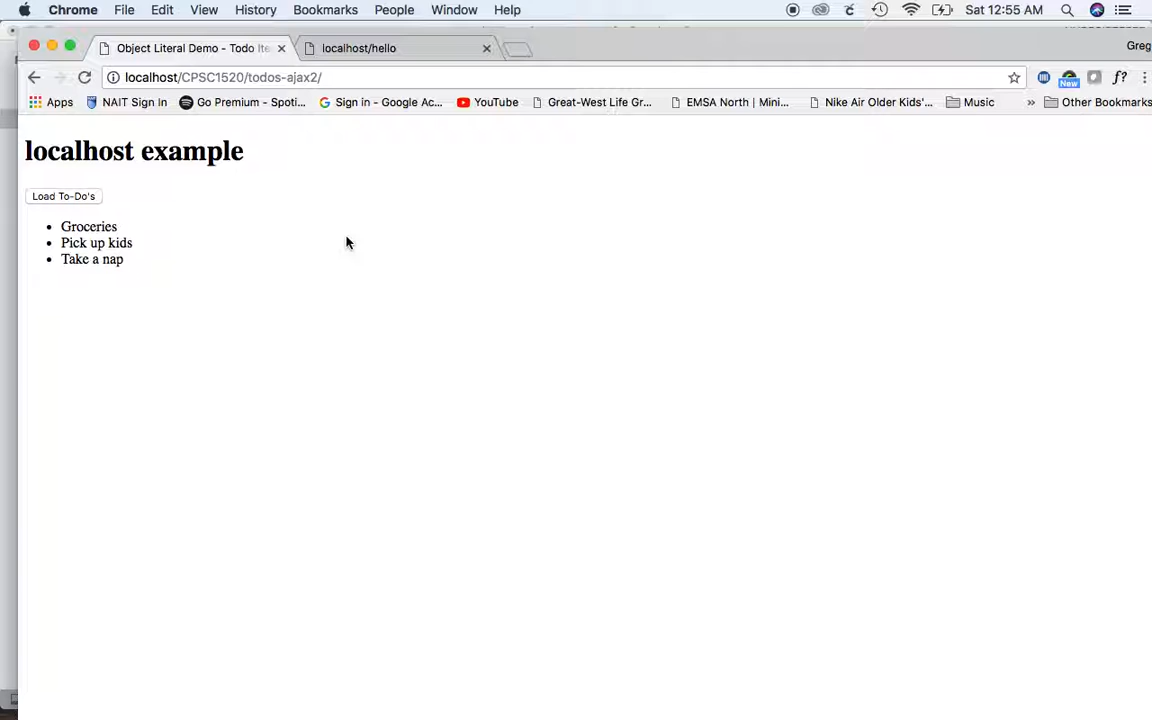 Chrome File Edit View History Bookmarks People Window Help Sat 12:55 AM
Object Literal Demo - Todo Ite localhost/hello Greg
localhost/CPSC1520/todos-ajax2/ f? New
Apps NAIT Sign In Go Premium - Spoti... Sign in - Google Ac... YouTube Great-West Life Gr... EMSA North | Mini... Nike Air Older Kids'... Music » Other Bookmarks
localhost example
Load To-Do's
• Groceries
• Pick up kids
• Take a nap